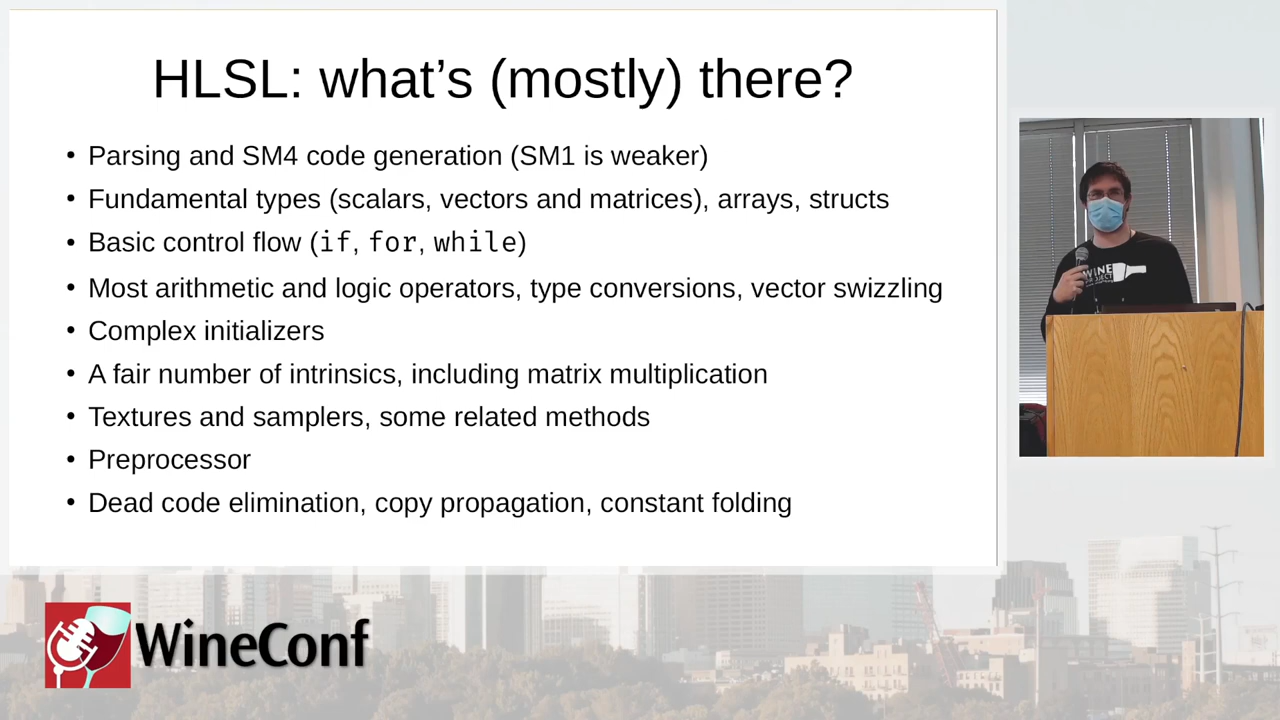 HLSL: what’s (mostly) there?
• Parsing and SM4 code generation (SM1 is weaker)
• Fundamental types (scalars, vectors and matrices), arrays, structs
• Basic control flow (if, for, while)
• Most arithmetic and logic operators, type conversions, vector swizzling
• Complex initializers
• A fair number of intrinsics, including matrix multiplication
• Textures and samplers, some related methods
• Preprocessor
• Dead code elimination, copy propagation, constant folding
WINE
WineConf